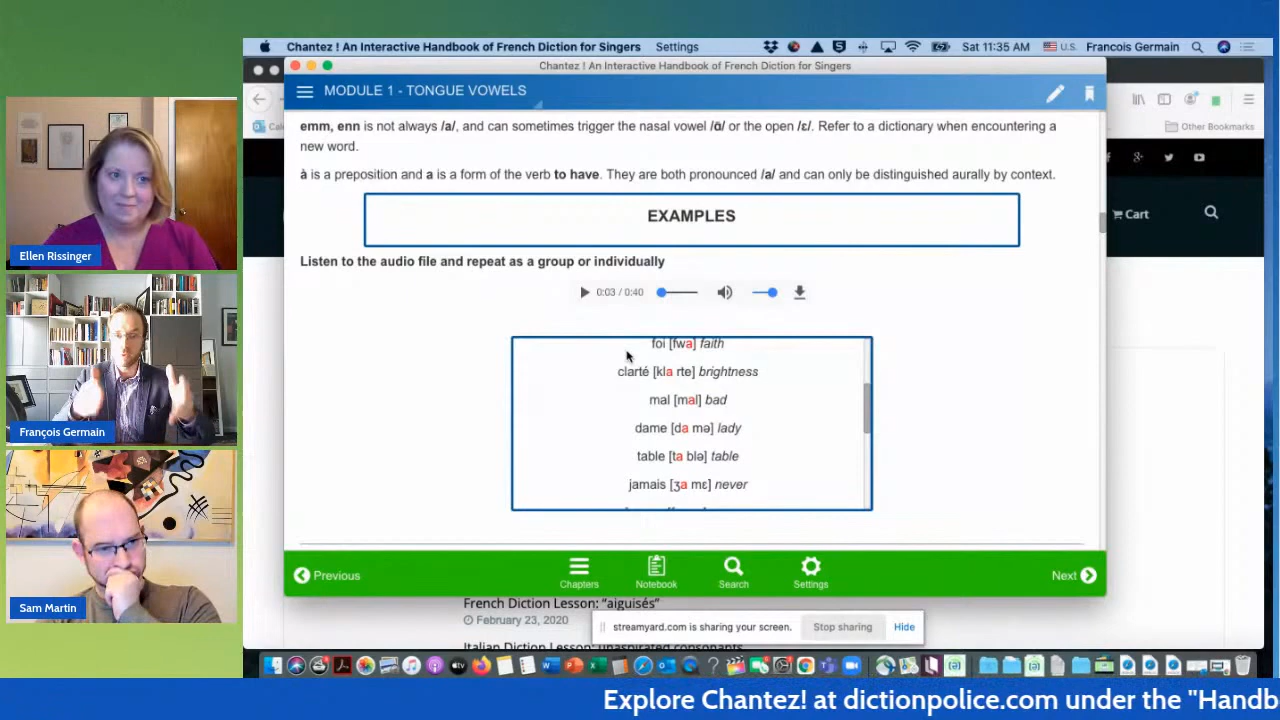 Chantez ! An Interactive Handbook of French Diction for Singers Settings
U.S. Sat 11:35 AM Francois Germain
Chantez ! An Interactive Handbook of French Diction for Singers
MODULE 1 - TONGUE VOWELS
Other Bookmarks
Cart
emm, enn is not always /a/, and can sometimes trigger the nasal vowel /ɑ̃/ or the open /ɛ/. Refer to a dictionary when encountering a
new word.
à is a preposition and a is a form of the verb to have. They are both pronounced /a/ and can only be distinguished aurally by context.
EXAMPLES
Listen to the audio file and repeat as a group or individually
0:03 / 0:40
foi [fwa] faith
clarté [kla rte] brightness
mal [mal] bad
dame [da mə] lady
table [ta blə] table
jamais [ʒa mɛ] never
Previous Chapters Notebook Search Settings Next
French Diction Lesson: “aiguisés”
February 23, 2020
streamyard.com is sharing your screen. Stop sharing Hide
Italian Diction Lesson: unaspirated consonants
Ellen Rissinger
François Germain
Sam Martin
Explore Chantez! at dictionpolice.com under the "Handb